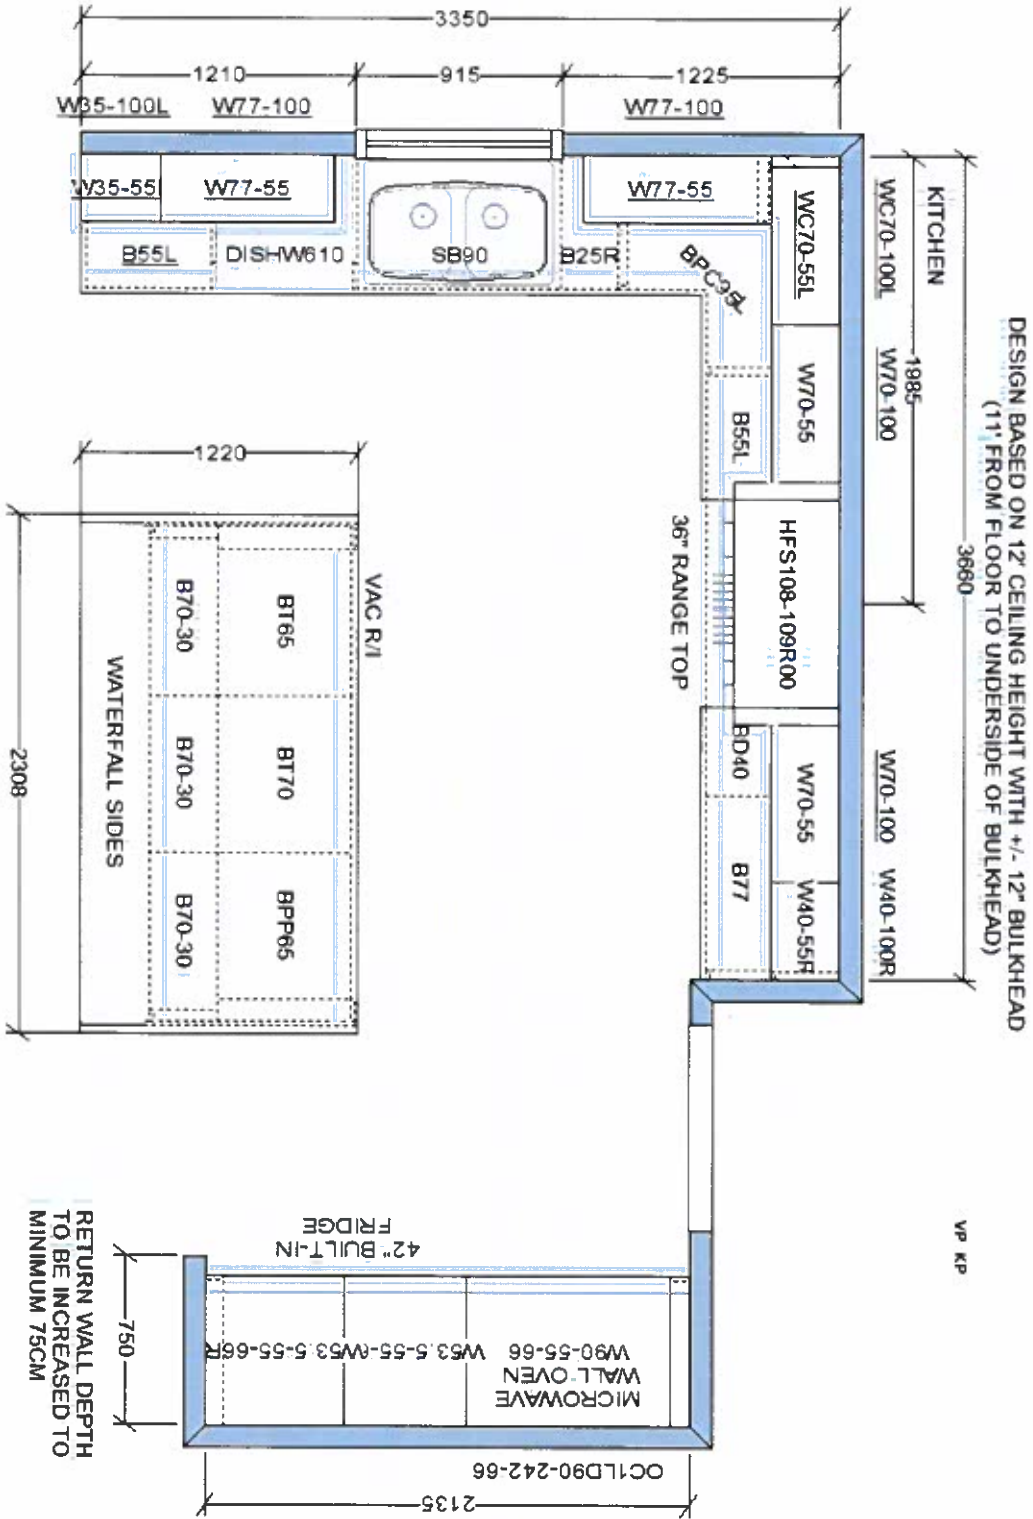 3350
1210
915
1225
W35-100L
W77-100
W77-100
W35-55
W77-55
W77-55
B55L
DISHW610
SB90
B25R
BPC95L
WC70-55L
WC70-100L
KITCHEN
DESIGN BASED ON 12' CEILING HEIGHT WITH +/- 12" BULKHEAD
(11' FROM FLOOR TO UNDERSIDE OF BULKHEAD)
W70-55
W70-100
1985
3660
B55L
36" RANGE TOP
HFS108-109R00
BD40
W70-55
W70-100
B77
W40-55R
W40-100R
1220
VAC R/I
BT65
BT70
BPP65
B70-30
B70-30
B70-30
WATERFALL SIDES
2308
VP KP
42" BUILT-IN
FRIDGE
W53.5-55-66R
W53.5-55-
W90-55-66
WALL OVEN
MICROWAVE
OC1LD90-242-66
2135
750
RETURN WALL DEPTH
TO BE INCREASED TO
MINIMUM 75CM